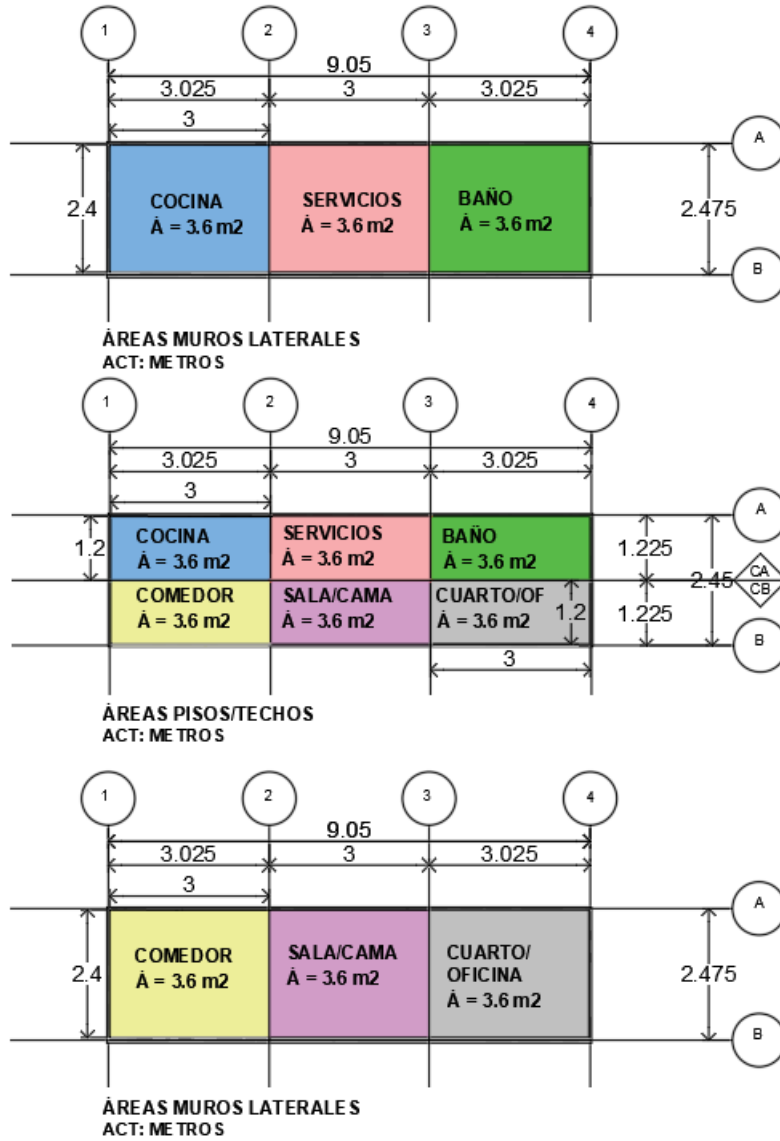 1 2 3 4
9.05
3.025 3 3.025
3
A
2.4
COCINA SERVICIOS BAÑO
À = 3.6 m2 À = 3.6 m2 À = 3.6 m2
2.475
B
ÀREAS MUROS LATERALES
ACT: METROS
1 2 3 4
9.05
3.025 3 3.025
3
A
1.2
COCINA SERVICIOS BAÑO
À = 3.6 m2 À = 3.6 m2 À = 3.6 m2
1.225
2.45
CA
CB
COMEDOR SALA/CAMA CUARTO/OF
À = 3.6 m2 À = 3.6 m2 À = 3.6 m2
1.2
1.225
B
3
ÀREAS PISOS/TECHOS
ACT: METROS
1 2 3 4
9.05
3.025 3 3.025
3
A
2.4
COMEDOR SALA/CAMA CUARTO/
OFICINA
À = 3.6 m2 À = 3.6 m2 À = 3.6 m2
2.475
B
ÀREAS MUROS LATERALES
ACT: METROS